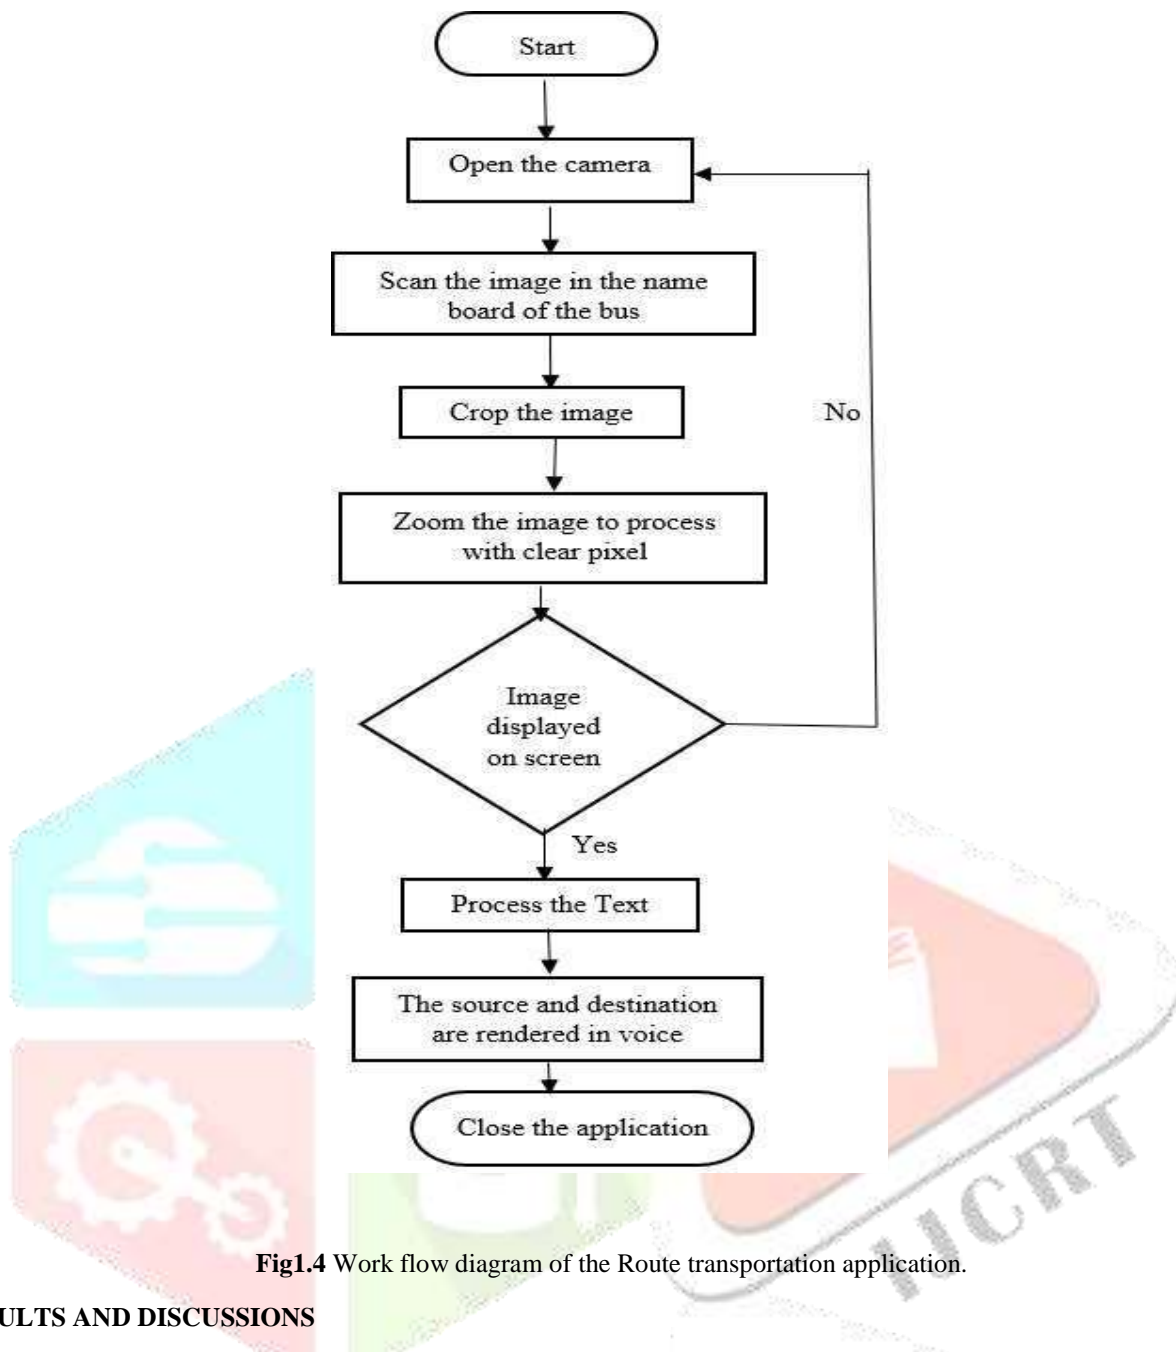 Start
Open the camera
Scan the image in the name
board of the bus
Crop the image
No
Zoom the image to process
with clear pixel
Image
displayed
on screen
Yes
Process the Text
The source and destination
are rendered in voice
Close the application
IJCRT
Fig1.4 Work flow diagram of the Route transportation application.
ULTS AND DISCUSSIONS